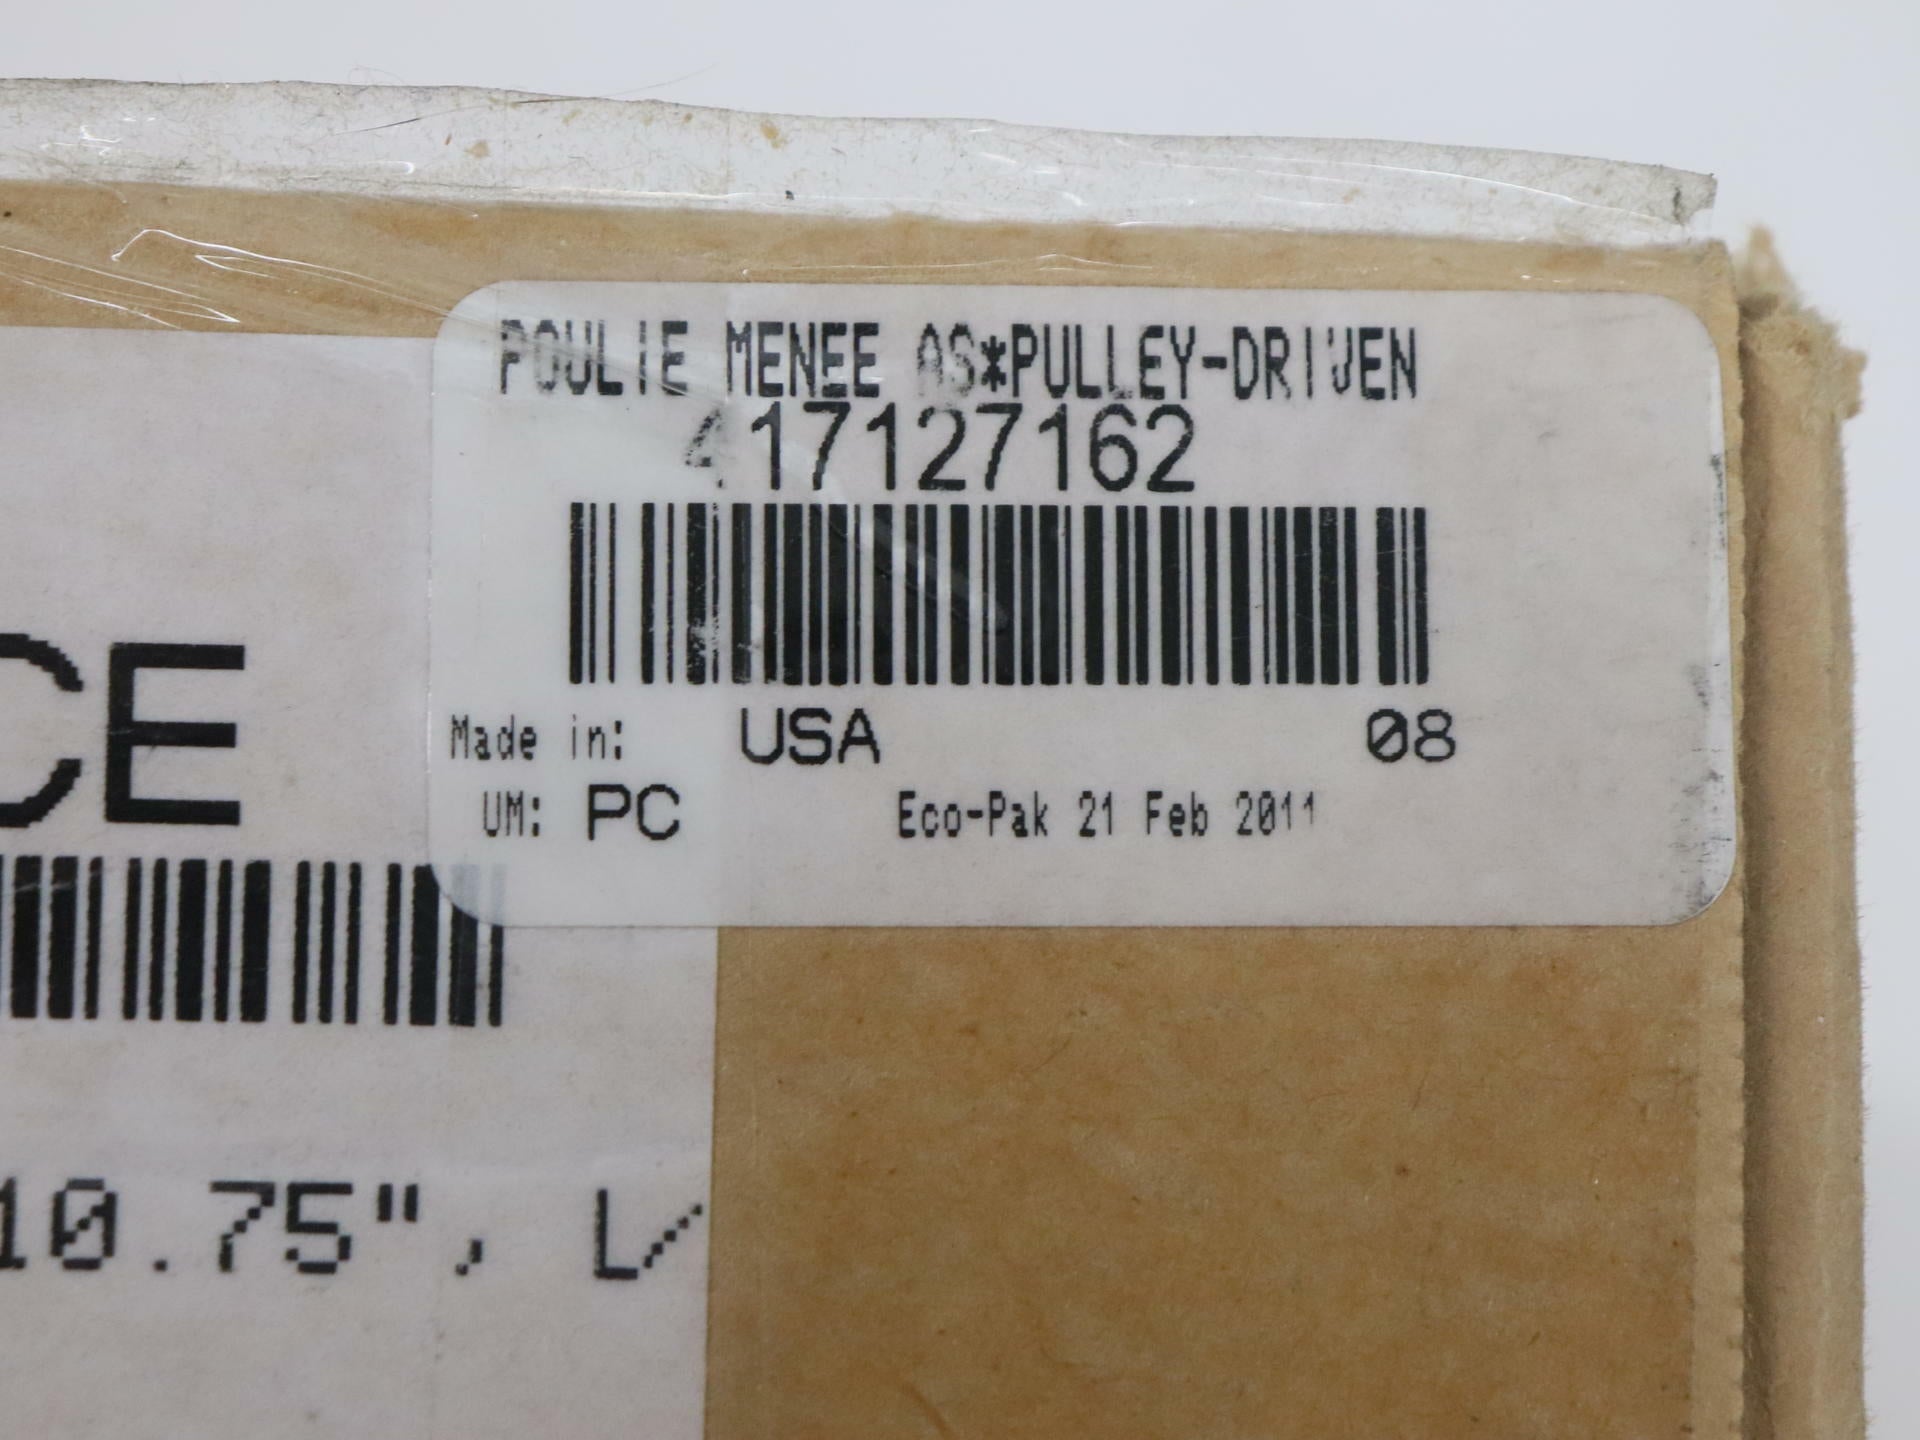 POULIE MENEE AS*PULLEY-DRIVEN
417127162
Made in: USA 08
UM: PC Eco-Pak 21 Feb 2011
CE
10.75", L/